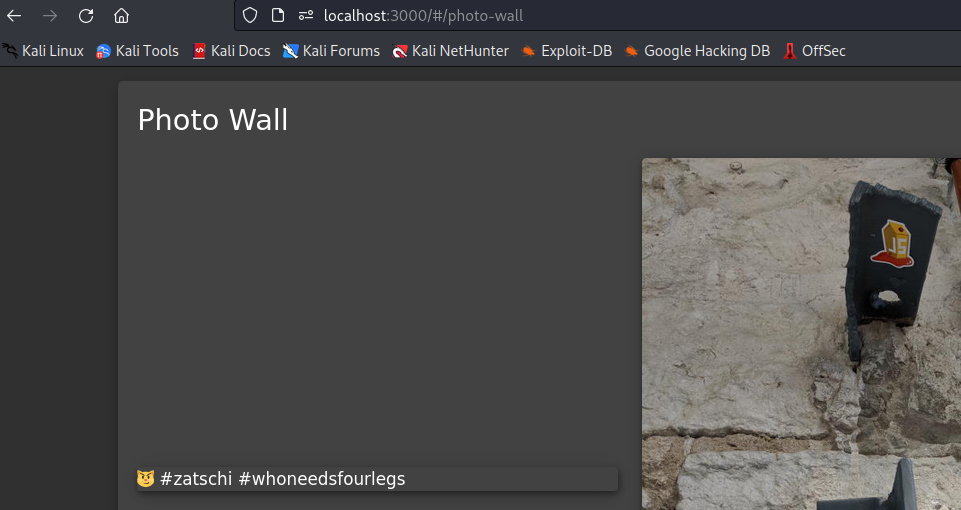 localhost:3000/#/photo-wall
Kali Linux Kali Tools Kali Docs Kali Forums Kali NetHunter Exploit-DB Google Hacking DB OffSec
Photo Wall
JS
😼 #zatschi #whoneedsfourlegs